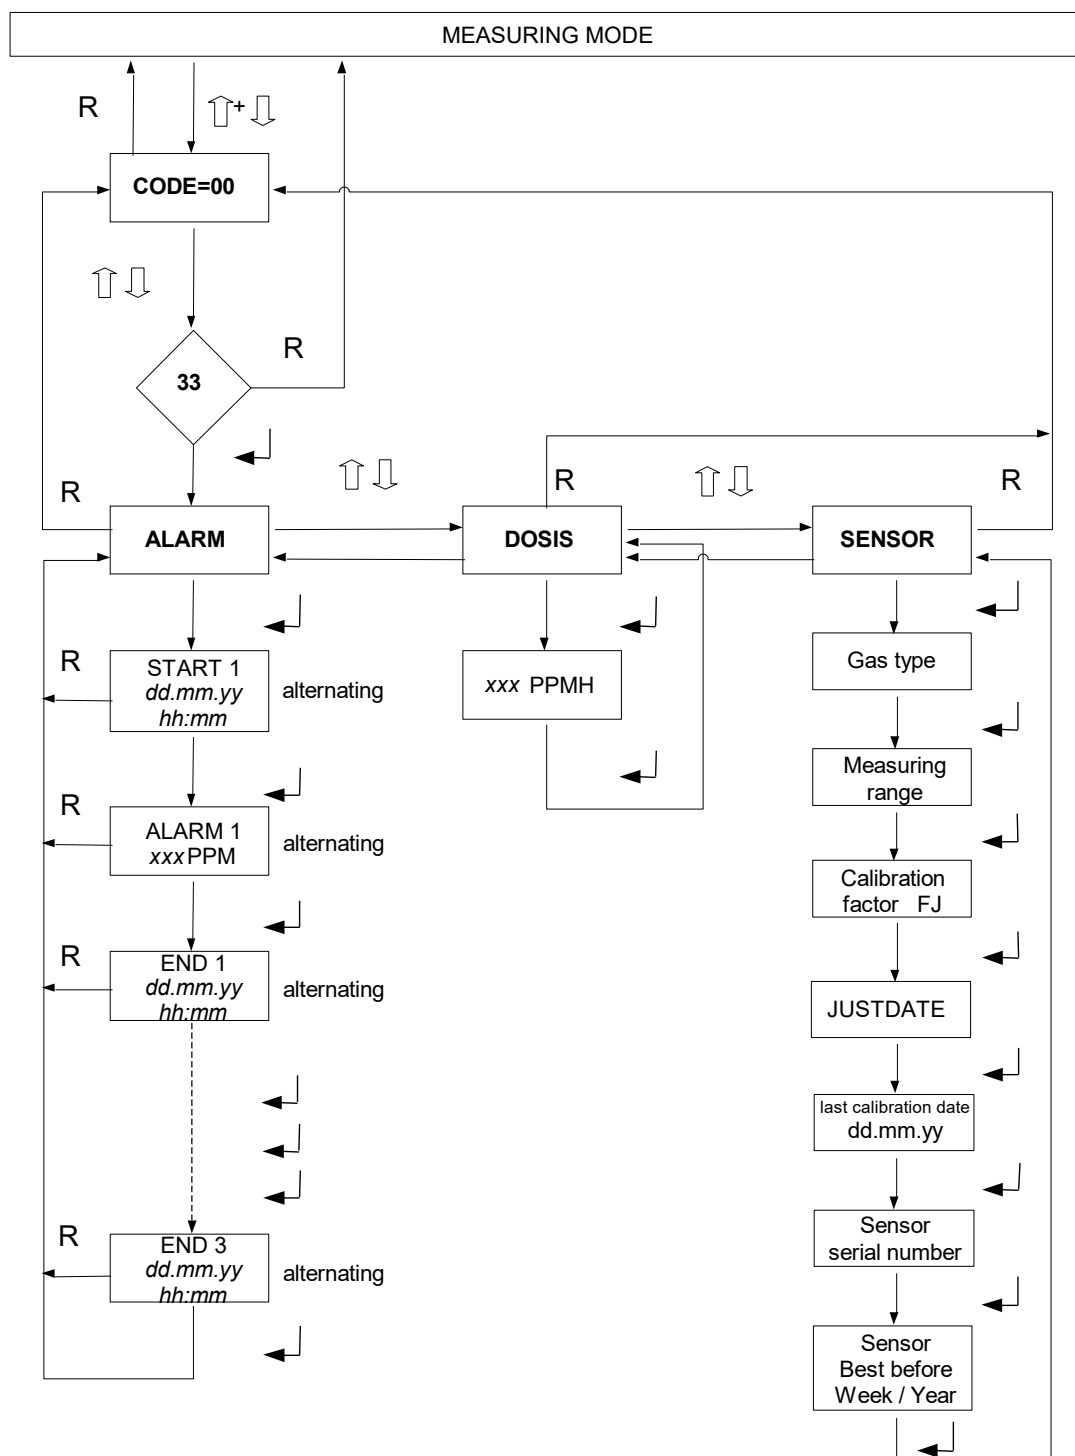 MEASURING MODE
R
+
CODE=00
33
R
R
R
R
ALARM
DOSIS
SENSOR
R
START 1
dd.mm.yy
hh:mm
alternating
xxx PPMH
Gas type
R
ALARM 1
xxxPPM
alternating
Measuring
range
Calibration
factor FJ
R
END 1
dd.mm.yy
hh:mm
alternating
JUSTDATE
last calibration date
dd.mm.yy
R
END 3
dd.mm.yy
hh:mm
alternating
Sensor
serial number
Sensor
Best before
Week / Year